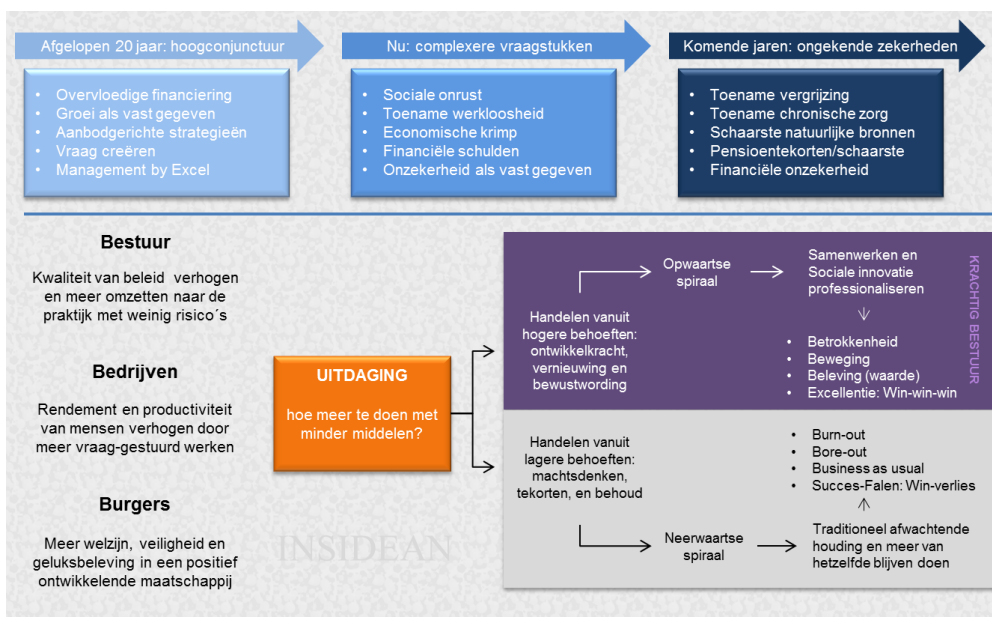 Afgelopen 20 jaar: hoogconjunctuur
Nu: complexere vraagstukken
Komende jaren: ongekende zekerheden
• Overvloedige financiering
• Groei als vast gegeven
• Aanbodgerichte strategieën
• Vraag creëren
• Management by Excel
• Sociale onrust
• Toename werkloosheid
• Economische krimp
• Financiële schulden
• Onzekerheid als vast gegeven
• Toename vergrijzing
• Toename chronische zorg
• Schaarste natuurlijke bronnen
• Pensioentekorten/schaarste
• Financiële onzekerheid
Bestuur
Kwaliteit van beleid verhogen
en meer omzetten naar de
praktijk met weinig risico´s
Bedrijven
Rendement en productiviteit
van mensen verhogen door
meer vraag-gestuurd werken
Burgers
Meer welzijn, veiligheid en
geluksbeleving in een positief
ontwikkelende maatschappij
UITDAGING
hoe meer te doen met
minder middelen?
Handelen vanuit
hogere behoeften:
ontwikkelkracht,
vernieuwing en
bewustwording
Opwaartse
spiraal
Samenwerken en
Sociale innovatie
professionaliseren
• Betrokkenheid
• Beweging
• Beleving (waarde)
• Excellentie: Win-win-win
KRACHTIG BESTUUR
Handelen vanuit
lagere behoeften:
machtsdenken,
tekorten, en behoud
Neerwaartse
spiraal
• Burn-out
• Bore-out
• Business as usual
• Succes-Falen: Win-verlies
Traditioneel afwachtende
houding en meer van
hetzelfde blijven doen
INSIDEAN